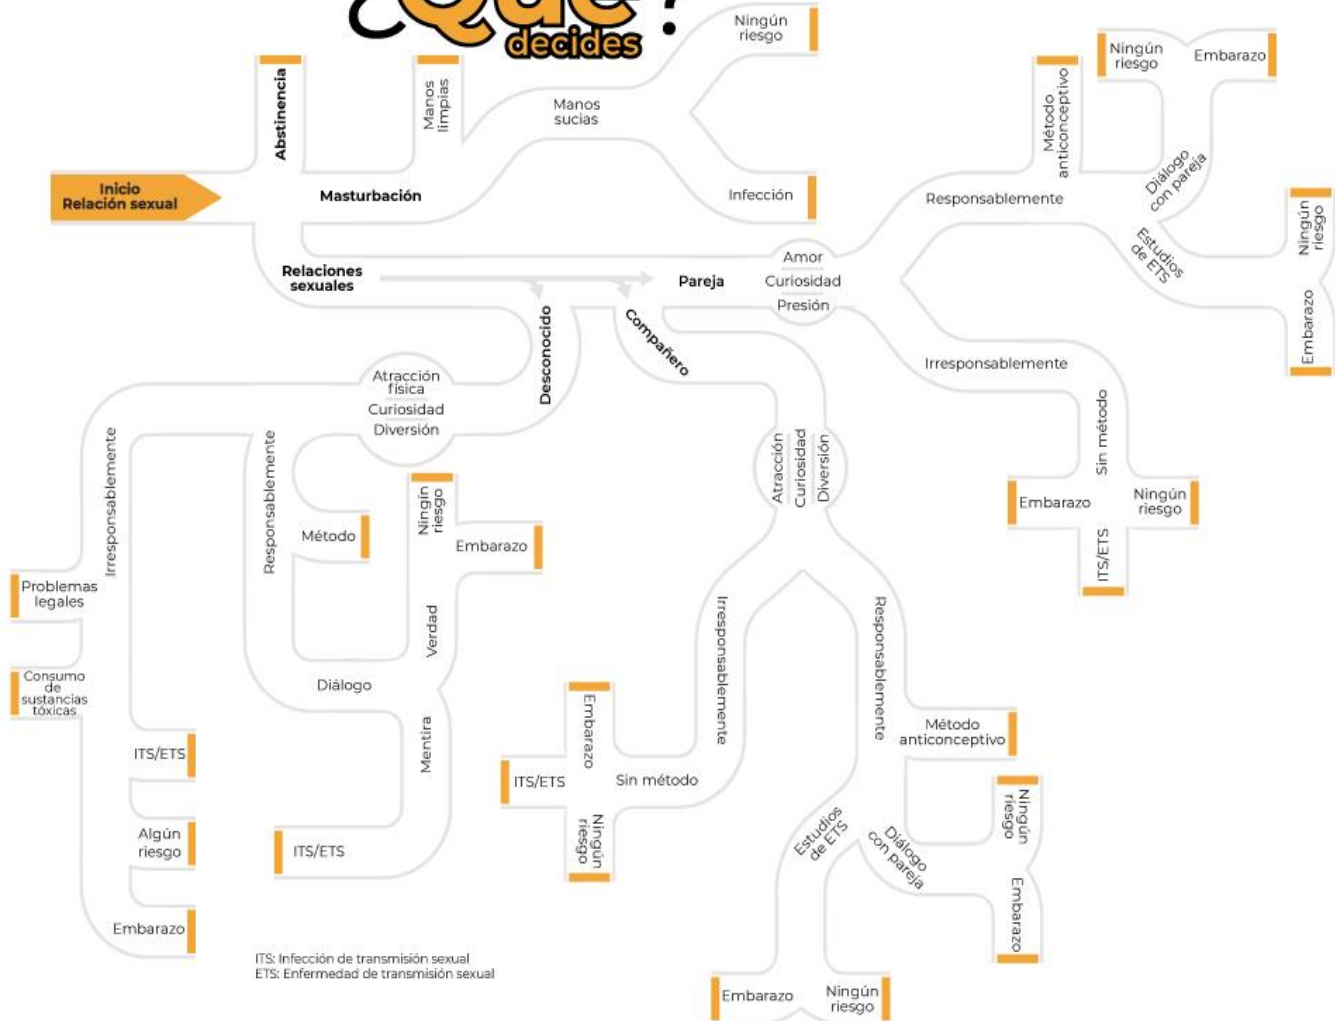 ¿Qué?
decides
Inicio
Relación sexual
Abstinencia
Masturbación
Manos
limpias
Manos
sucias
Ningún
riesgo
Infección
Relaciones
sexuales
Desconocido
Compañero
Pareja
Amor
Curiosidad
Presión
Responsablemente
Método
anticonceptivo
Diálogo
con pareja
Ningún
riesgo
Embarazo
Estudios
de ETS
Ningún
riesgo
Embarazo
Irresponsablemente
Sin método
Embarazo
Ningún
riesgo
ITS/ETS
Atracción
física
Curiosidad
Diversión
Irresponsablemente
Problemas
legales
Consumo
de
sustancias
tóxicas
ITS/ETS
Algún
riesgo
Embarazo
Responsablemente
Método
Diálogo
Verdad
Ningín
riesgo
Embarazo
Mentira
ITS/ETS
Atracción
Curiosidad
Diversión
Irresponsablemente
Sin método
Embarazo
ITS/ETS
Ningún
riesgo
Responsablemente
Método
anticonceptivo
Diálogo
con pareja
Ningún
riesgo
Embarazo
Estudios
de ETS
Embarazo
Ningún
riesgo
ITS: Infección de transmisión sexual
ETS: Enfermedad de transmisión sexual